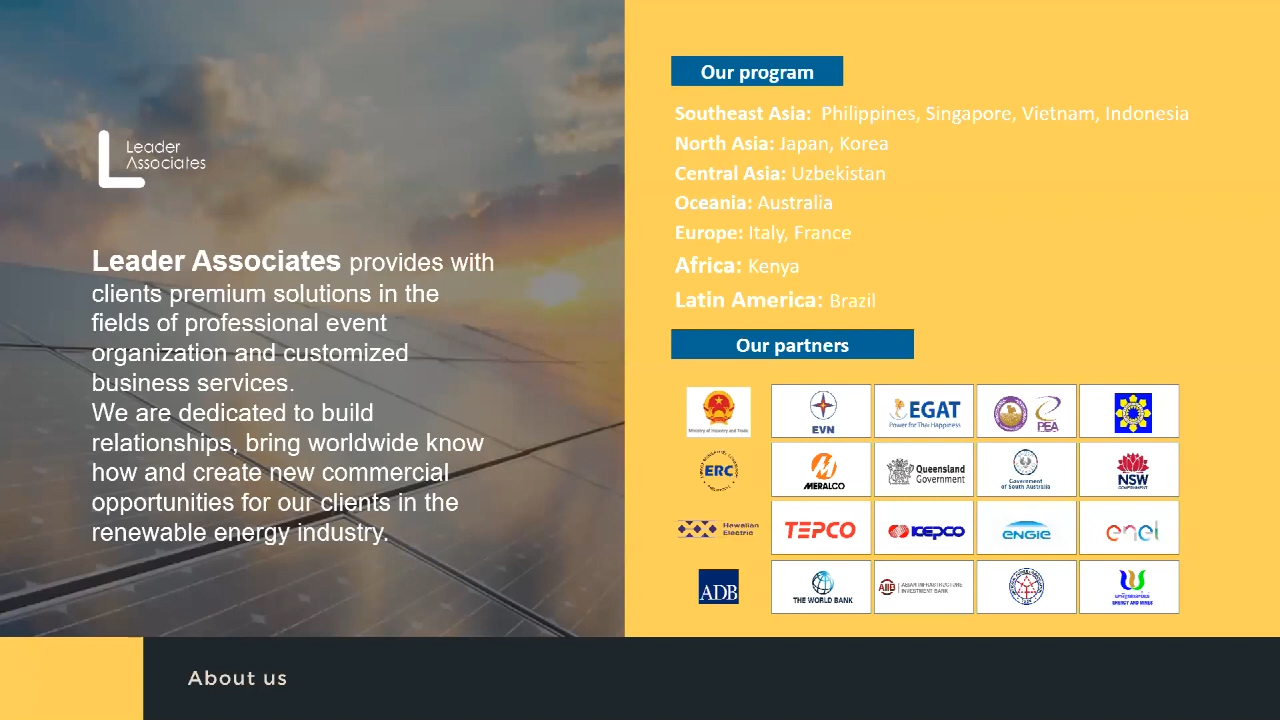 Leader
Associates
Leader Associates provides with
clients premium solutions in the
fields of professional event
organization and customized
business services.
We are dedicated to build
relationships, bring worldwide know
how and create new commercial
opportunities for our clients in the
renewable energy industry.
Our program
Southeast Asia: Philippines, Singapore, Vietnam, Indonesia
North Asia: Japan, Korea
Central Asia: Uzbekistan
Oceania: Australia
Europe: Italy, France
Africa: Kenya
Latin America: Brazil
Our partners
Ministry of Industry and Trade
EVN
EGAT
Power for Thai Happiness
PEA
ERC
MERALCO
Queensland
Government
Government
of South Australia
NSW
GOVERNMENT
Hawaiian
Electric
TEPCO
KEPCO
ENGIE
enel
ADB
THE WORLD BANK
AIIB
ASIAN INFRASTRUCTURE
INVESTMENT BANK
ENERGY AND MINES
About us